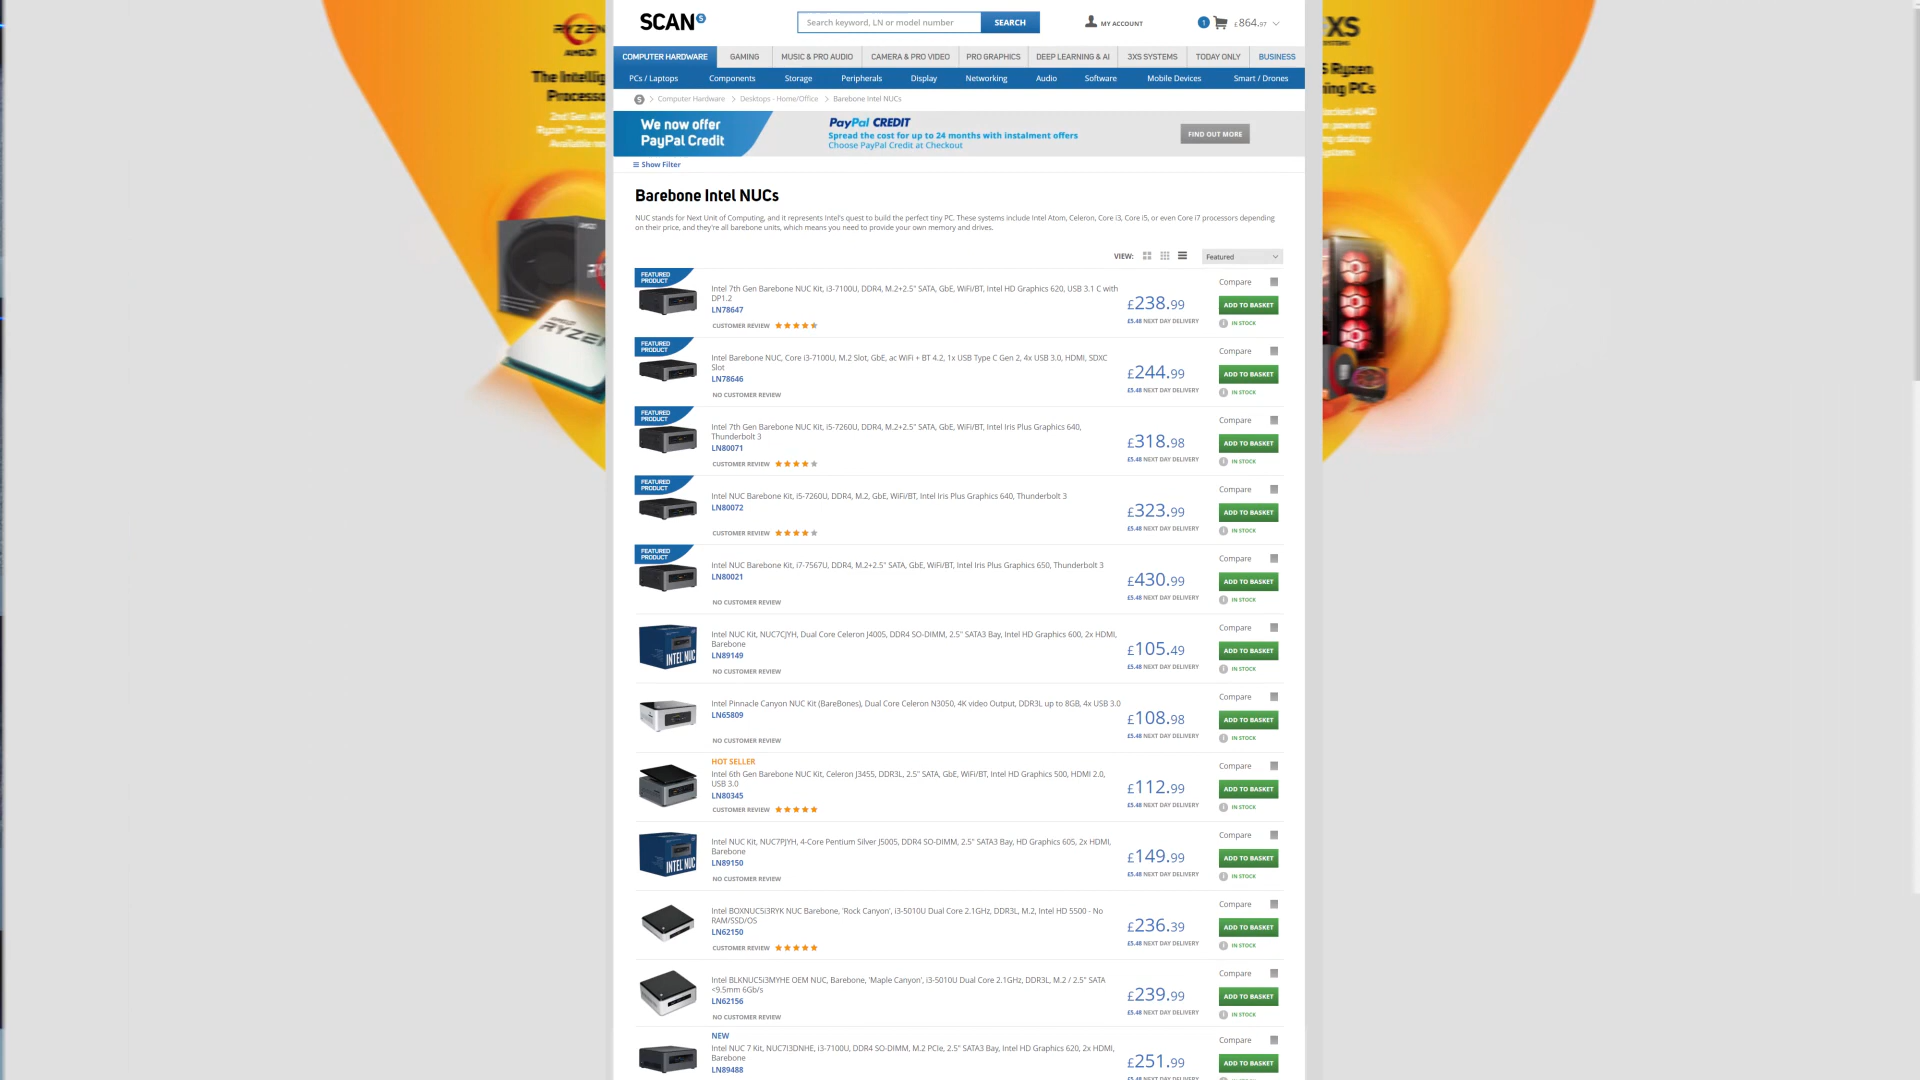 SCAN S
Search keyword, LN or model number
SEARCH
MY ACCOUNT
1
£864.97
COMPUTER HARDWARE
GAMING
MUSIC & PRO AUDIO
CAMERA & PRO VIDEO
PRO GRAPHICS
DEEP LEARNING & AI
3XS SYSTEMS
TODAY ONLY
BUSINESS
PCs / Laptops
Components
Storage
Peripherals
Display
Networking
Audio
Software
Mobile Devices
Smart / Drones
S > Computer Hardware > Desktops - Home/Office > Barebone Intel NUCs
We now offer
PayPal Credit
PayPal CREDIT
Spread the cost for up to 24 months with instalment offers
Choose PayPal Credit at Checkout
FIND OUT MORE
Show Filter
Barebone Intel NUCs
NUC stands for Next Unit of Computing, and it represents Intel's quest to build the perfect tiny PC. These systems include Intel Atom, Celeron, Core i3, Core i5, or even Core i7 processors depending
on their price, and they're all barebone units, which means you need to provide your own memory and drives.
VIEW:
Featured
FEATURED
PRODUCT
Intel 7th Gen Barebone NUC Kit, i3-7100U, DDR4, M.2+2.5" SATA, GbE, WiFi/BT, Intel HD Graphics 620, USB 3.1 C with
DP1.2
LN78647
CUSTOMER REVIEW
£238.99
£5.48 NEXT DAY DELIVERY
Compare
ADD TO BASKET
IN STOCK
FEATURED
PRODUCT
Intel Barebone NUC, Core i3-7100U, M.2 Slot, GbE, ac WiFi + BT 4.2, 1x USB Type C Gen 2, 4x USB 3.0, HDMI, SDXC
Slot
LN78646
NO CUSTOMER REVIEW
£244.99
£5.48 NEXT DAY DELIVERY
Compare
ADD TO BASKET
IN STOCK
FEATURED
PRODUCT
Intel 7th Gen Barebone NUC Kit, i5-7260U, DDR4, M.2+2.5" SATA, GbE, WiFi/BT, Intel Iris Plus Graphics 640,
Thunderbolt 3
LN80071
CUSTOMER REVIEW
£318.98
£5.48 NEXT DAY DELIVERY
Compare
ADD TO BASKET
IN STOCK
FEATURED
PRODUCT
Intel NUC Barebone Kit, i5-7260U, DDR4, M.2, GbE, WiFi/BT, Intel Iris Plus Graphics 640, Thunderbolt 3
LN80072
CUSTOMER REVIEW
£323.99
£5.48 NEXT DAY DELIVERY
Compare
ADD TO BASKET
IN STOCK
FEATURED
PRODUCT
Intel NUC Barebone Kit, i7-7567U, DDR4, M.2+2.5" SATA, GbE, WiFi/BT, Intel Iris Plus Graphics 650, Thunderbolt 3
LN80021
NO CUSTOMER REVIEW
£430.99
£5.48 NEXT DAY DELIVERY
Compare
ADD TO BASKET
IN STOCK
INTEL NUC
Intel NUC Kit, NUC7CJYH, Dual Core Celeron J4005, DDR4 SO-DIMM, 2.5" SATA3 Bay, Intel HD Graphics 600, 2x HDMI,
Barebone
LN89149
NO CUSTOMER REVIEW
£105.49
£5.48 NEXT DAY DELIVERY
Compare
ADD TO BASKET
IN STOCK
Intel Pinnacle Canyon NUC Kit (BareBones), Dual Core Celeron N3050, 4K video Output, DDR3L up to 8GB, 4x USB 3.0
LN65809
NO CUSTOMER REVIEW
£108.98
£5.48 NEXT DAY DELIVERY
Compare
ADD TO BASKET
IN STOCK
HOT SELLER
Intel 6th Gen Barebone NUC Kit, Celeron J3455, DDR3L, 2.5" SATA, GbE, WiFi/BT, Intel HD Graphics 500, HDMI 2.0,
USB 3.0
LN80345
CUSTOMER REVIEW
£112.99
£5.48 NEXT DAY DELIVERY
Compare
ADD TO BASKET
IN STOCK
INTEL NUC
Intel NUC Kit, NUC7PJYH, 4-Core Pentium Silver J5005, DDR4 SO-DIMM, 2.5" SATA3 Bay, HD Graphics 605, 2x HDMI,
Barebone
LN89150
NO CUSTOMER REVIEW
£149.99
£5.48 NEXT DAY DELIVERY
Compare
ADD TO BASKET
IN STOCK
Intel BOXNUC5i3RYK NUC Barebone, 'Rock Canyon', i3-5010U Dual Core 2.1GHz, DDR3L, M.2, Intel HD 5500 - No
RAM/SSD/OS
LN62150
CUSTOMER REVIEW
£236.39
£5.48 NEXT DAY DELIVERY
Compare
ADD TO BASKET
IN STOCK
Intel BLKNUC5i3MYHE OEM NUC, Barebone, 'Maple Canyon', i3-5010U Dual Core 2.1GHz, DDR3L, M.2 / 2.5" SATA
<9.5mm 6Gb/s
LN62156
NO CUSTOMER REVIEW
£239.99
£5.48 NEXT DAY DELIVERY
Compare
ADD TO BASKET
IN STOCK
NEW
Intel NUC 7 Kit, NUC7I3DNHE, i3-7100U, DDR4 SO-DIMM, M.2 PCIe, 2.5" SATA3 Bay, Intel HD Graphics 620, 2x HDMI,
Barebone
LN89488
£251.99
Compare
ADD TO BASKET
RYZEN
AMD
The Intellig
Processo
XS
Ryzen
ing PCs
AMD
RYZEN